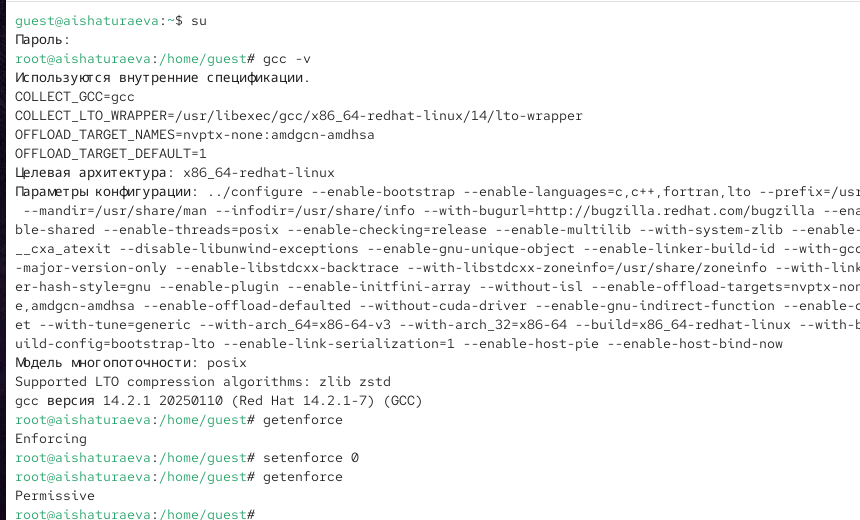 guest@aishaturaeva:~$ su
Пароль:
root@aishaturaeva:/home/guest# gcc -v
Используются внутренние спецификации.
COLLECT_GCC=gcc
COLLECT_LTO_WRAPPER=/usr/libexec/gcc/x86_64-redhat-linux/14/lto-wrapper
OFFLOAD_TARGET_NAMES=nvptx-none:amdgcn-amdhsa
OFFLOAD_TARGET_DEFAULT=1
Целевая архитектура: x86_64-redhat-linux
Параметры конфигурации: ../configure --enable-bootstrap --enable-languages=c,c++,fortran,lto --prefix=/usr
--mandir=/usr/share/man --infodir=/usr/share/info --with-bugurl=http://bugzilla.redhat.com/bugzilla --ena
ble-shared --enable-threads=posix --enable-checking=release --enable-multilib --with-system-zlib --enable-
__cxa_atexit --disable-libunwind-exceptions --enable-gnu-unique-object --enable-linker-build-id --with-gcc
-major-version-only --enable-libstdcxx-backtrace --with-libstdcxx-zoneinfo=/usr/share/zoneinfo --with-link
er-hash-style=gnu --enable-plugin --enable-initfini-array --without-isl --enable-offload-targets=nvptx-non
e,amdgcn-amdhsa --enable-offload-defaulted --without-cuda-driver --enable-gnu-indirect-function --enable-c
et --with-tune=generic --with-arch_64=x86-64-v3 --with-arch_32=x86-64 --build=x86_64-redhat-linux --with-b
uild-config=bootstrap-lto --enable-link-serialization=1 --enable-host-pie --enable-host-bind-now
Модель многопоточности: posix
Supported LTO compression algorithms: zlib zstd
gcc версия 14.2.1 20250110 (Red Hat 14.2.1-7) (GCC)
root@aishaturaeva:/home/guest# getenforce
Enforcing
root@aishaturaeva:/home/guest# setenforce 0
root@aishaturaeva:/home/guest# getenforce
Permissive
root@aishaturaeva:/home/guest#